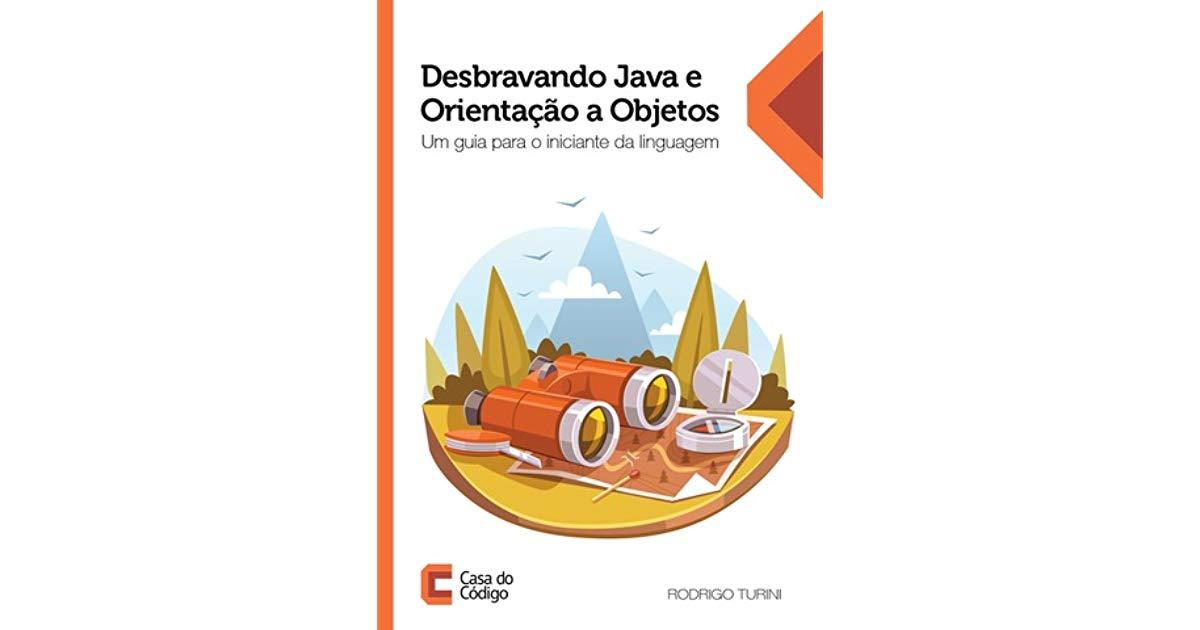 Desbravando Java e
Orientação a Objetos
Um guia para o iniciante da linguagem
Casa do
Código
RODRIGO TURINI